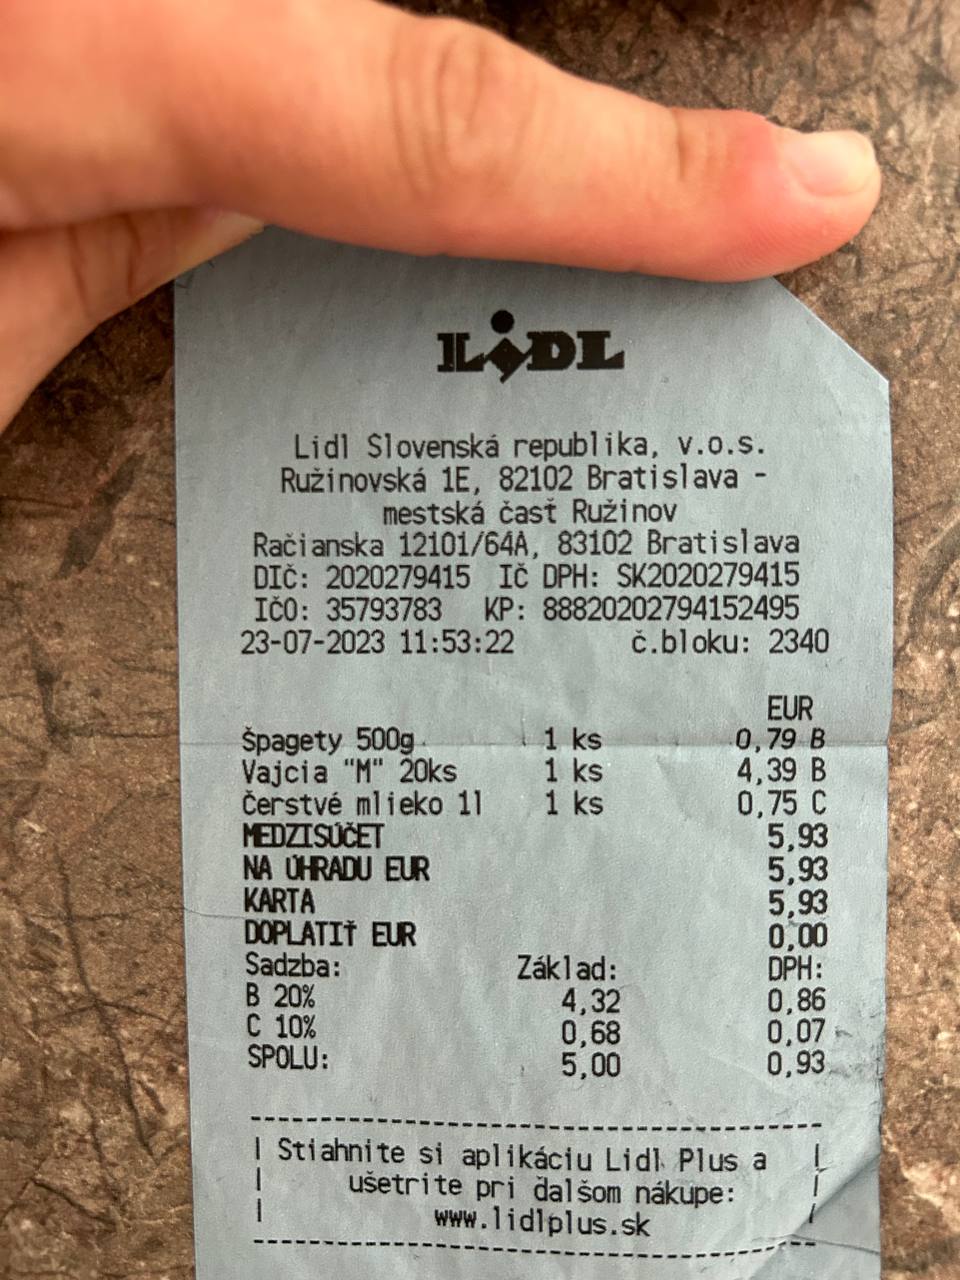 LIDL
Lidl Slovenská republika, v.o.s.
Ružinovská 1E, 82102 Bratislava -
mestská časť Ružinov
Račianska 12101/64A, 83102 Bratislava
DIČ: 2020279415 IČ DPH: SK2020279415
IČO: 35793783 KP: 88820202794152495
23-07-2023 11:53:22 č.bloku: 2340
EUR
Špagety 500g 1 ks 0,79 B
Vajcia "M" 20ks 1 ks 4,39 B
Čerstvé mlieko 1l 1 ks 0,75 C
MEDZISÚČET 5,93
NA ÚHRADU EUR 5,93
KARTA 5,93
DOPLATIŤ EUR 0,00
Sadzba: Základ: DPH:
B 20% 4,32 0,86
C 10% 0,68 0,07
SPOLU: 5,00 0,93
Stiahnite si aplikáciu Lidl Plus a
ušetrite pri ďalšom nákupe:
www.lidlplus.sk